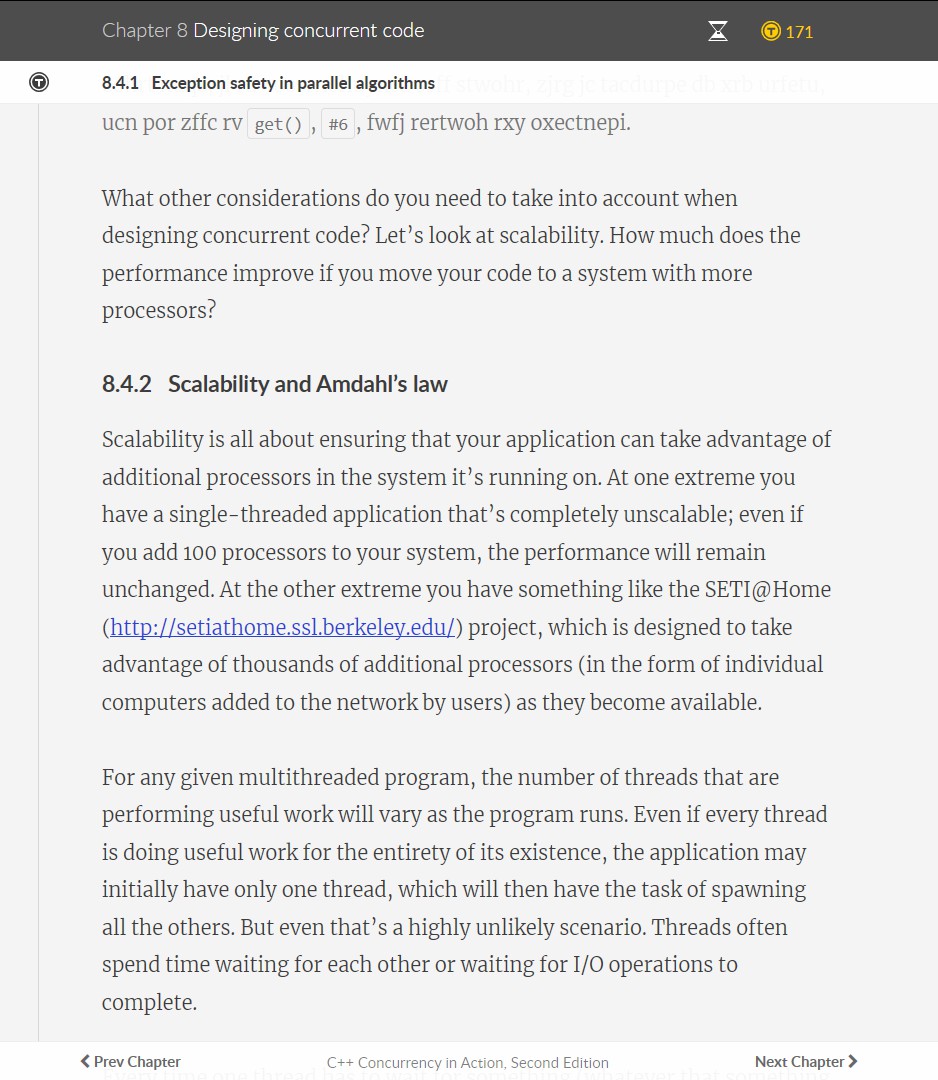 Chapter 8 Designing concurrent code
171
8.4.1 Exception safety in parallel algorithms
ucn por zffc rv get() , #6 , fwfj rertwoh rxy oxectnepi.
What other considerations do you need to take into account when
designing concurrent code? Let’s look at scalability. How much does the
performance improve if you move your code to a system with more
processors?
8.4.2 Scalability and Amdahl’s law
Scalability is all about ensuring that your application can take advantage of
additional processors in the system it’s running on. At one extreme you
have a single-threaded application that’s completely unscalable; even if
you add 100 processors to your system, the performance will remain
unchanged. At the other extreme you have something like the SETI@Home
(http://setiathome.ssl.berkeley.edu/) project, which is designed to take
advantage of thousands of additional processors (in the form of individual
computers added to the network by users) as they become available.
For any given multithreaded program, the number of threads that are
performing useful work will vary as the program runs. Even if every thread
is doing useful work for the entirety of its existence, the application may
initially have only one thread, which will then have the task of spawning
all the others. But even that’s a highly unlikely scenario. Threads often
spend time waiting for each other or waiting for I/O operations to
complete.
Prev Chapter
C++ Concurrency in Action, Second Edition
Next Chapter